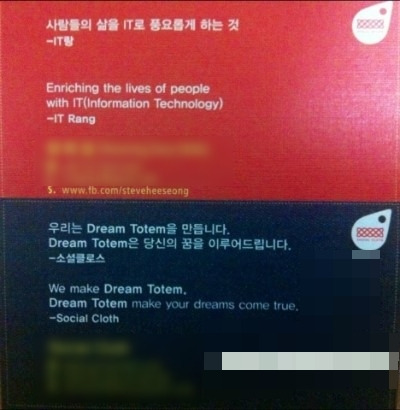 사람들의 삶을 IT로 풍요롭게 하는 것
-IT랑
Enriching the lives of people
with IT(Information Technology)
-IT Rang
S. www.fb.com/steveheeseong
우리는 Dream Totem을 만듭니다.
Dream Totem은 당신의 꿈을 이루어드립니다.
-소셜클로스
We make Dream Totem.
Dream Totem make your dreams come true.
-Social Cloth